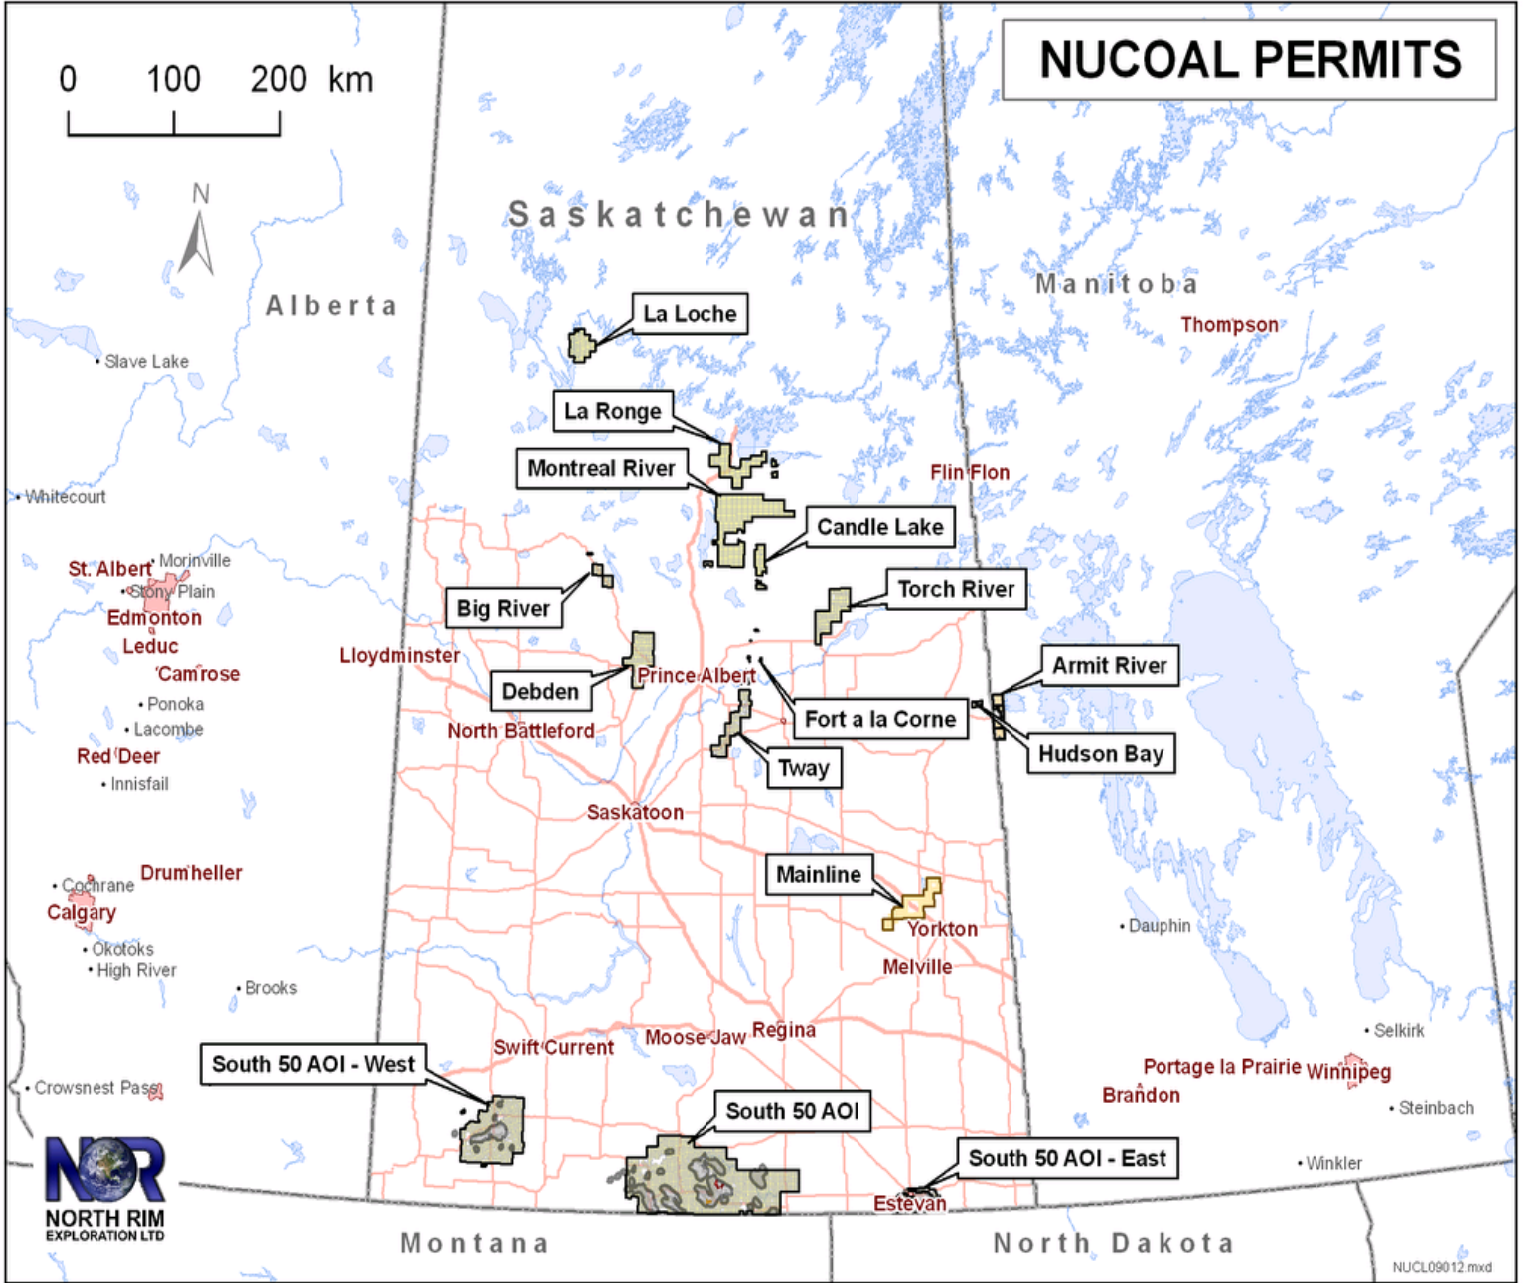 NUCOAL PERMITS
0 100 200 km
N
Saskatchewan
Alberta
Manitoba
Thompson
La Loche
Slave Lake
La Ronge
Montreal River
Flin Flon
Whitecourt
Candle Lake
Morinville
St. Albert
Stony Plain
Edmonton
Big River
Torch River
Leduc
Lloydminster
Camrose
Prince Albert
Armit River
Debden
Ponoka
Fort a la Corne
Lacombe
North Battleford
Red Deer
Hudson Bay
Tway
Innisfail
Saskatoon
Drumheller
Mainline
Cochrane
Calgary
Yorkton
Dauphin
Okotoks
Melville
High River
Brooks
Regina
Moose Jaw
Selkirk
Swift Current
South 50 AOI - West
Portage la Prairie
Winnipeg
Crowsnest Pass
Brandon
Steinbach
South 50 AOI
South 50 AOI - East
Winkler
Estevan
NOR
NORTH RIM
EXPLORATION LTD
Montana
North Dakota
NUCL09012.mxd